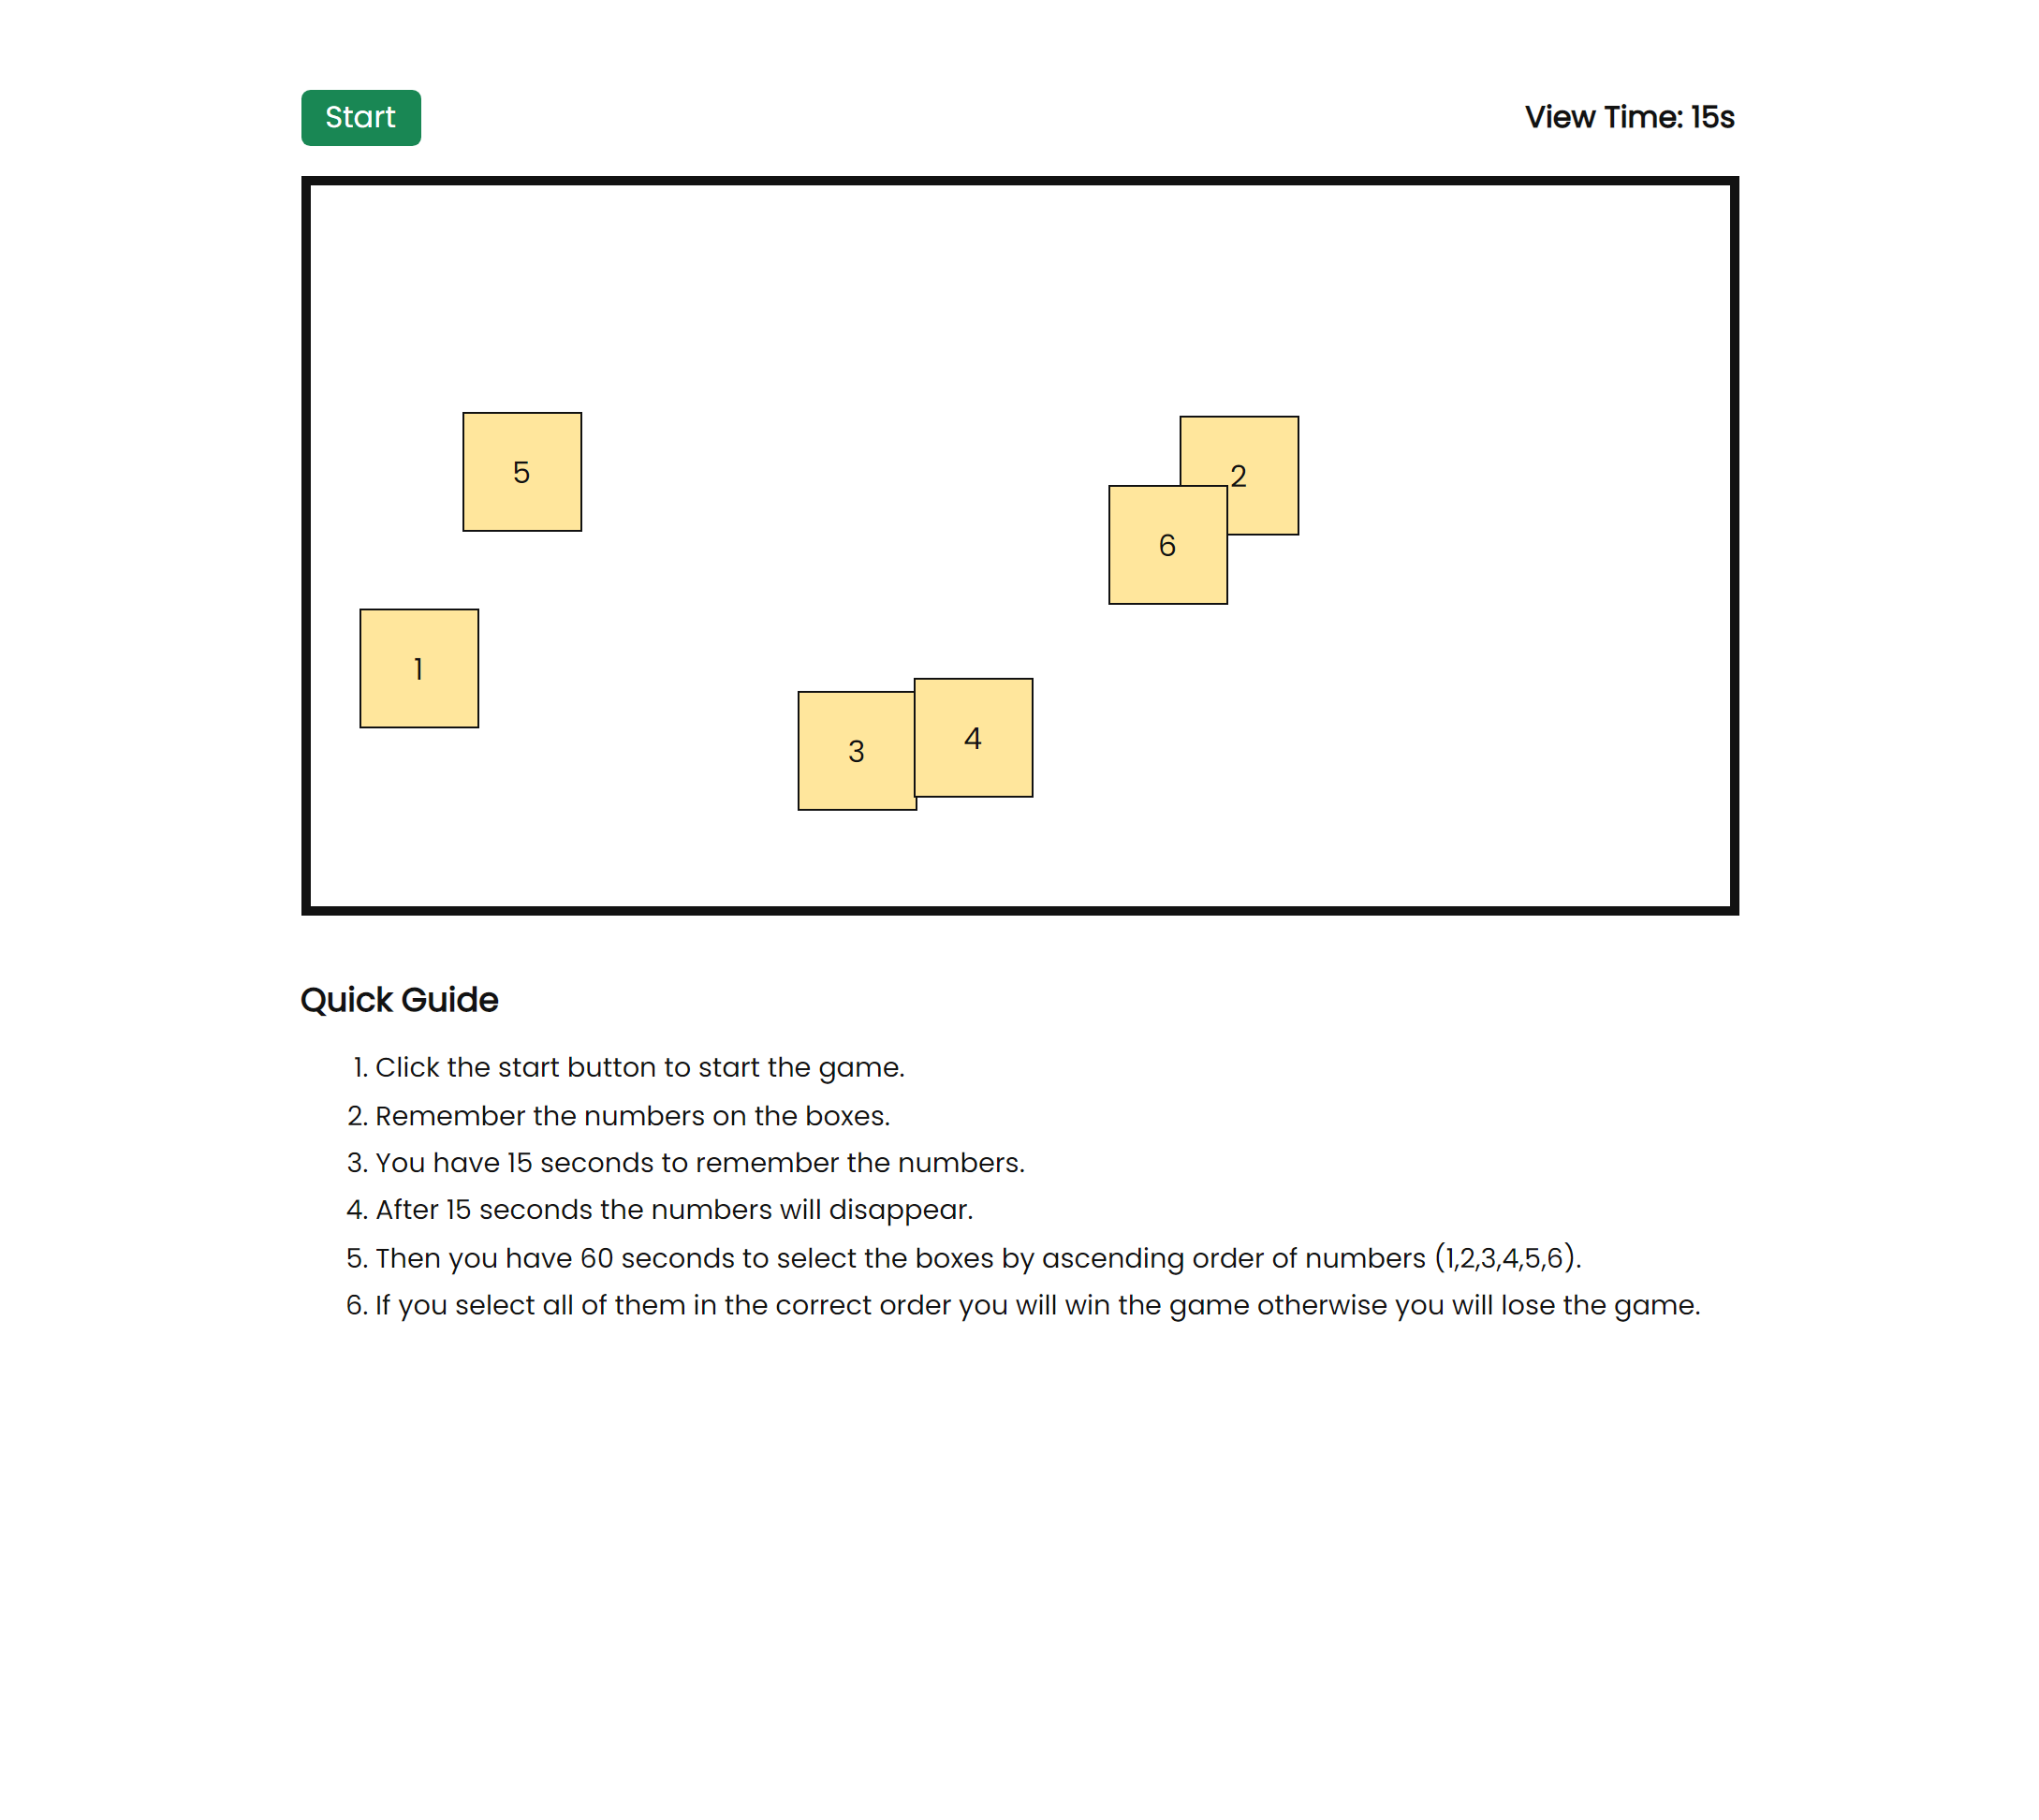 Start
View Time: 15s
5
2
6
1
3
4
Quick Guide
1. Click the start button to start the game.
2. Remember the numbers on the boxes.
3. You have 15 seconds to remember the numbers.
4. After 15 seconds the numbers will disappear.
5. Then you have 60 seconds to select the boxes by ascending order of numbers (1,2,3,4,5,6).
6. If you select all of them in the correct order you will win the game otherwise you will lose the game.